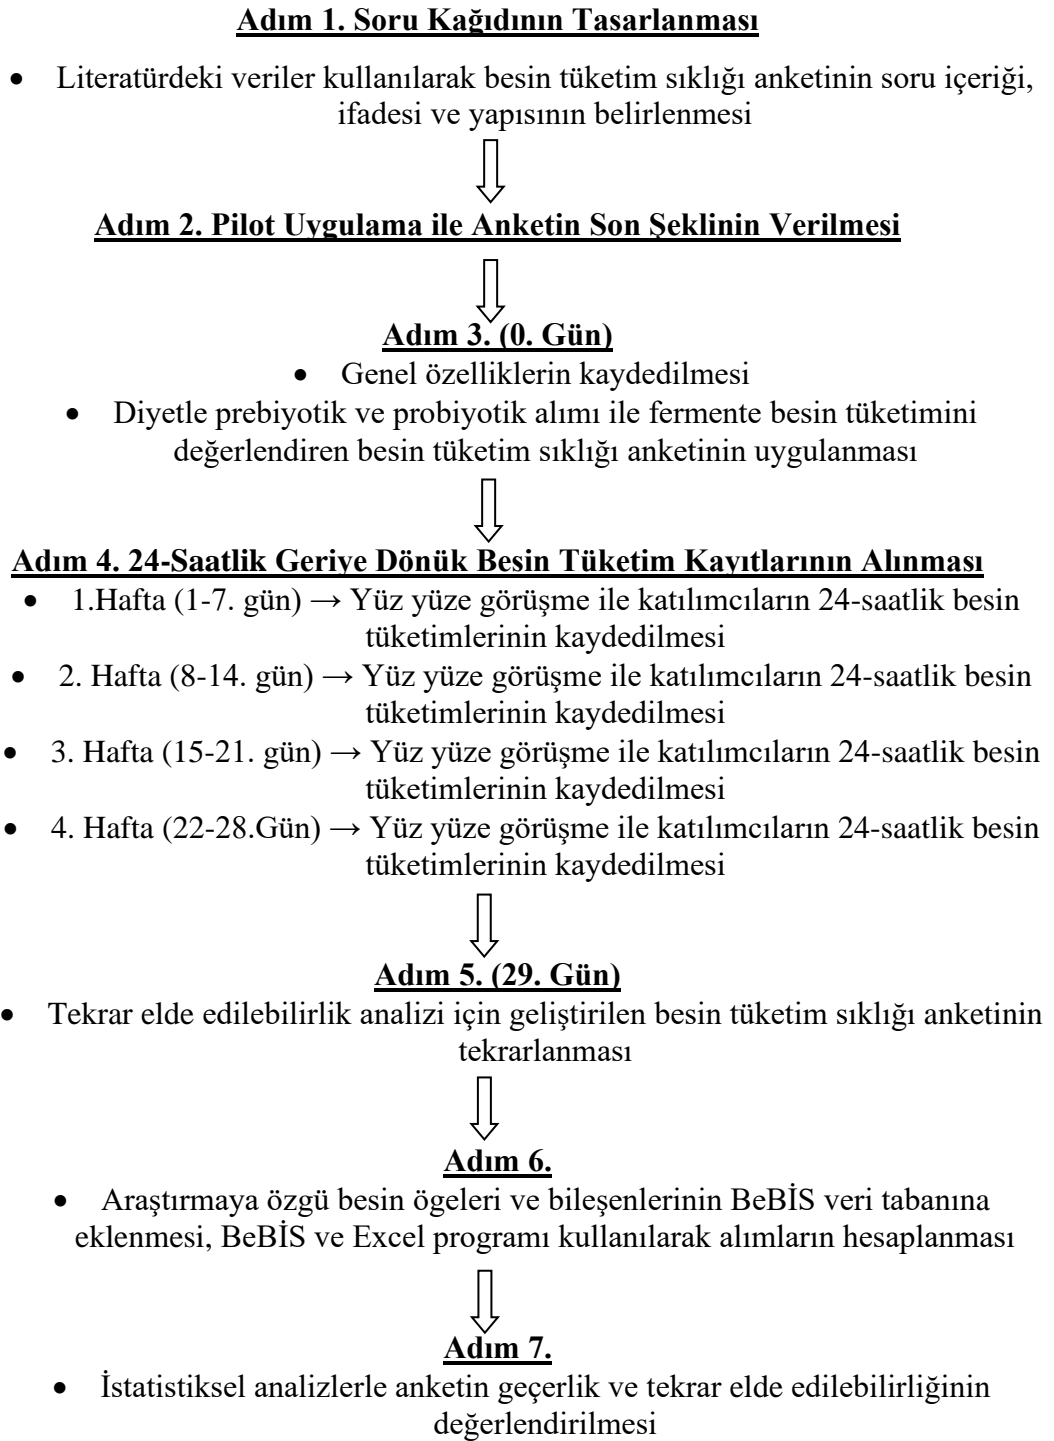 Adım 1. Soru Kağıdının Tasarlanması
• Literatürdeki veriler kullanılarak besin tüketim sıklığı anketinin soru içeriği,
ifadesi ve yapısının belirlenmesi
Adım 2. Pilot Uygulama ile Anketin Son Şeklinin Verilmesi
Adım 3. (0. Gün)
• Genel özelliklerin kaydedilmesi
• Diyetle prebiyotik ve probiyotik alımı ile fermente besin tüketimini
değerlendiren besin tüketim sıklığı anketinin uygulanması
Adım 4. 24-Saatlik Geriye Dönük Besin Tüketim Kayıtlarının Alınması
• 1.Hafta (1-7. gün) → Yüz yüze görüşme ile katılımcıların 24-saatlik besin
tüketimlerinin kaydedilmesi
• 2. Hafta (8-14. gün) → Yüz yüze görüşme ile katılımcıların 24-saatlik besin
tüketimlerinin kaydedilmesi
• 3. Hafta (15-21. gün) → Yüz yüze görüşme ile katılımcıların 24-saatlik besin
tüketimlerinin kaydedilmesi
• 4. Hafta (22-28.Gün) → Yüz yüze görüşme ile katılımcıların 24-saatlik besin
tüketimlerinin kaydedilmesi
Adım 5. (29. Gün)
• Tekrar elde edilebilirlik analizi için geliştirilen besin tüketim sıklığı anketinin
tekrarlanması
Adım 6.
• Araştırmaya özgü besin ögeleri ve bileşenlerinin BeBİS veri tabanına
eklenmesi, BeBİS ve Excel programı kullanılarak alımların hesaplanması
Adım 7.
• İstatistiksel analizlerle anketin geçerlik ve tekrar elde edilebilirliğinin
değerlendirilmesi